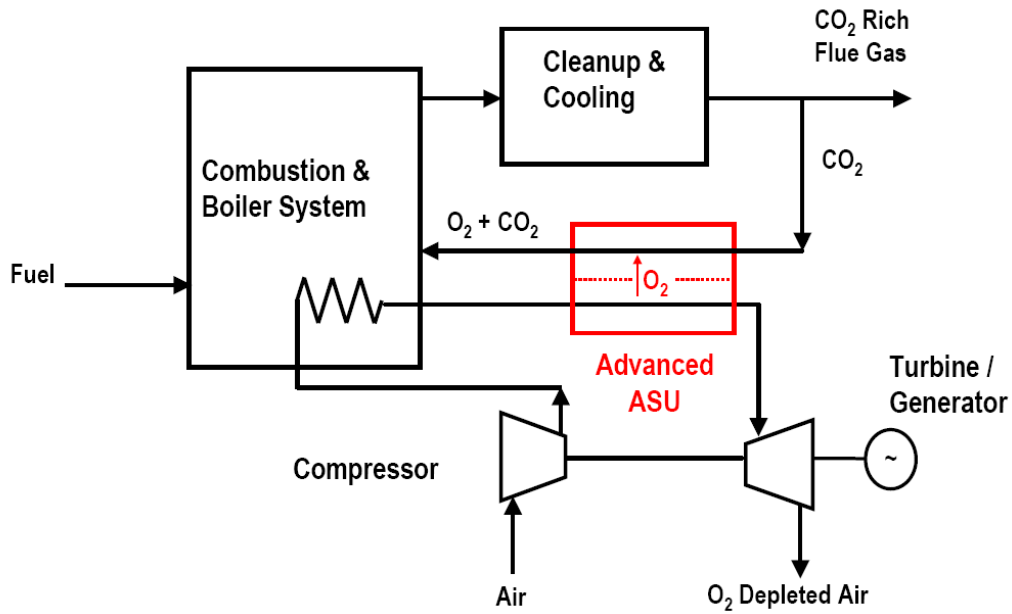 CO₂ Rich
Flue Gas
Cleanup &
Cooling
Combustion &
Boiler System
CO₂
O₂ + CO₂
Fuel
O₂
Advanced
ASU
Turbine /
Generator
~
Compressor
Air
O₂ Depleted Air